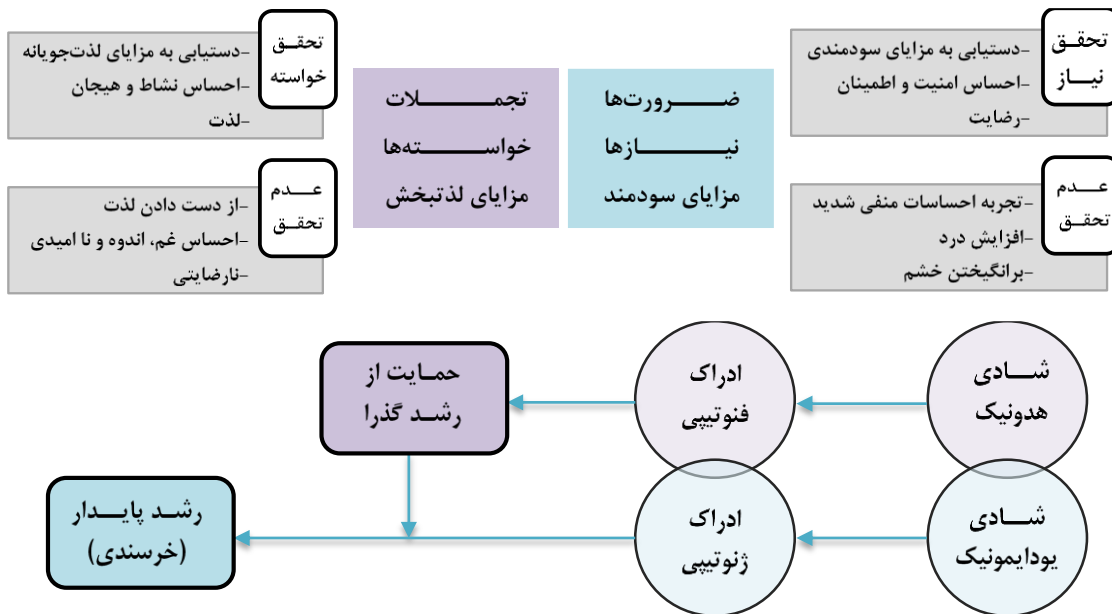 تحقق
نیاز
-دستیابی به مزایای سودمندی
-احساس امنیت و اطمینان
-رضایت
عدم
تحقق
-تجربه احساسات منفی شدید
-افزایش درد
-برانگیختن خشم
ضرورت‌ها
نیازها
مزایای سودمند
تجملات
خواسته‌ها
مزایای لذتبخش
تحقق
خواسته
-دستیابی به مزایای لذت‌جویانه
-احساس نشاط و هیجان
-لذت
عدم
تحقق
-از دست دادن لذت
-احساس غم، اندوه و نا امیدی
-نارضایتی
شادی
هدونیک
ادراک
فنوتیپی
حمایت از
رشد گذرا
شادی
یودایمونیک
ادراک
ژنوتیپی
رشد پایدار
(خرسندی)